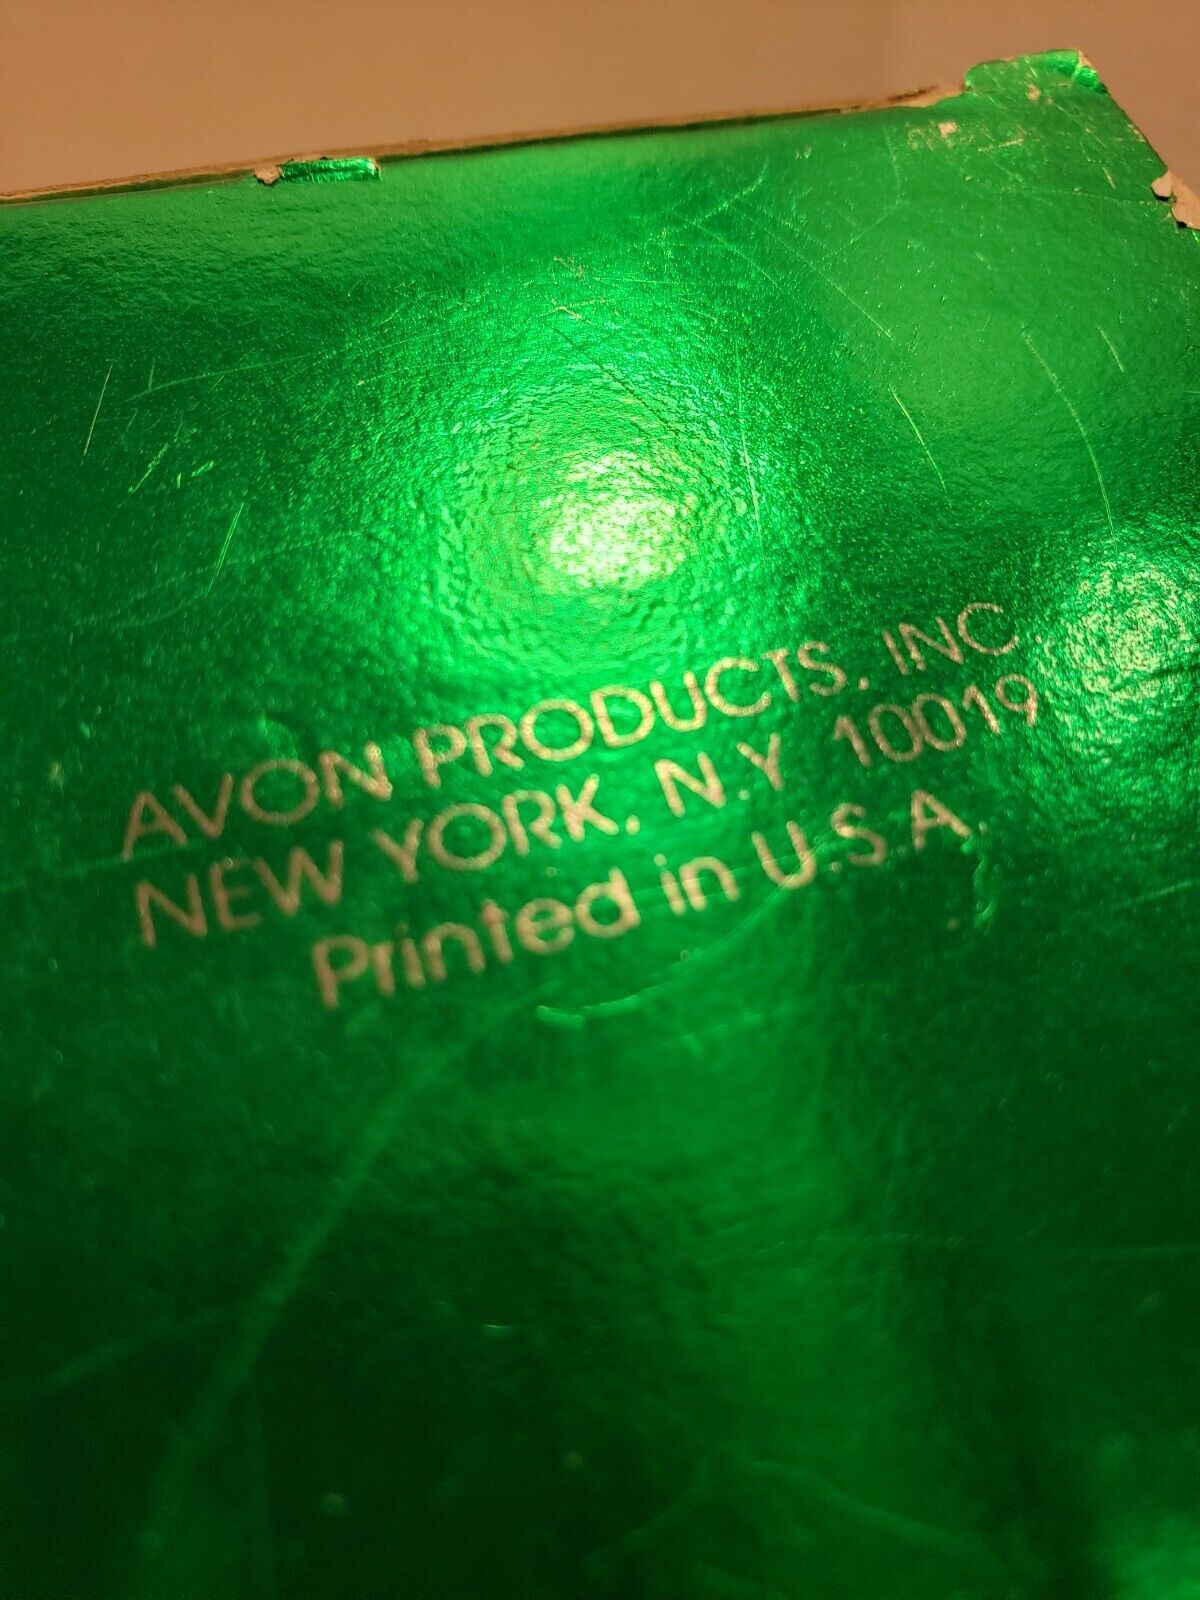 AVON PRODUCTS, INC.
NEW YORK, N.Y. 10019
Printed in U.S.A.